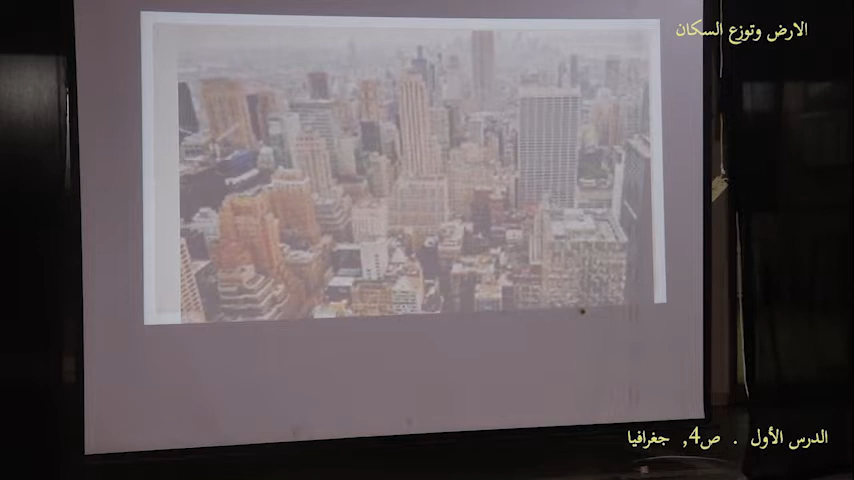 الارض وتوزع السكان
الدرس الأول . ص4, جغرافيا